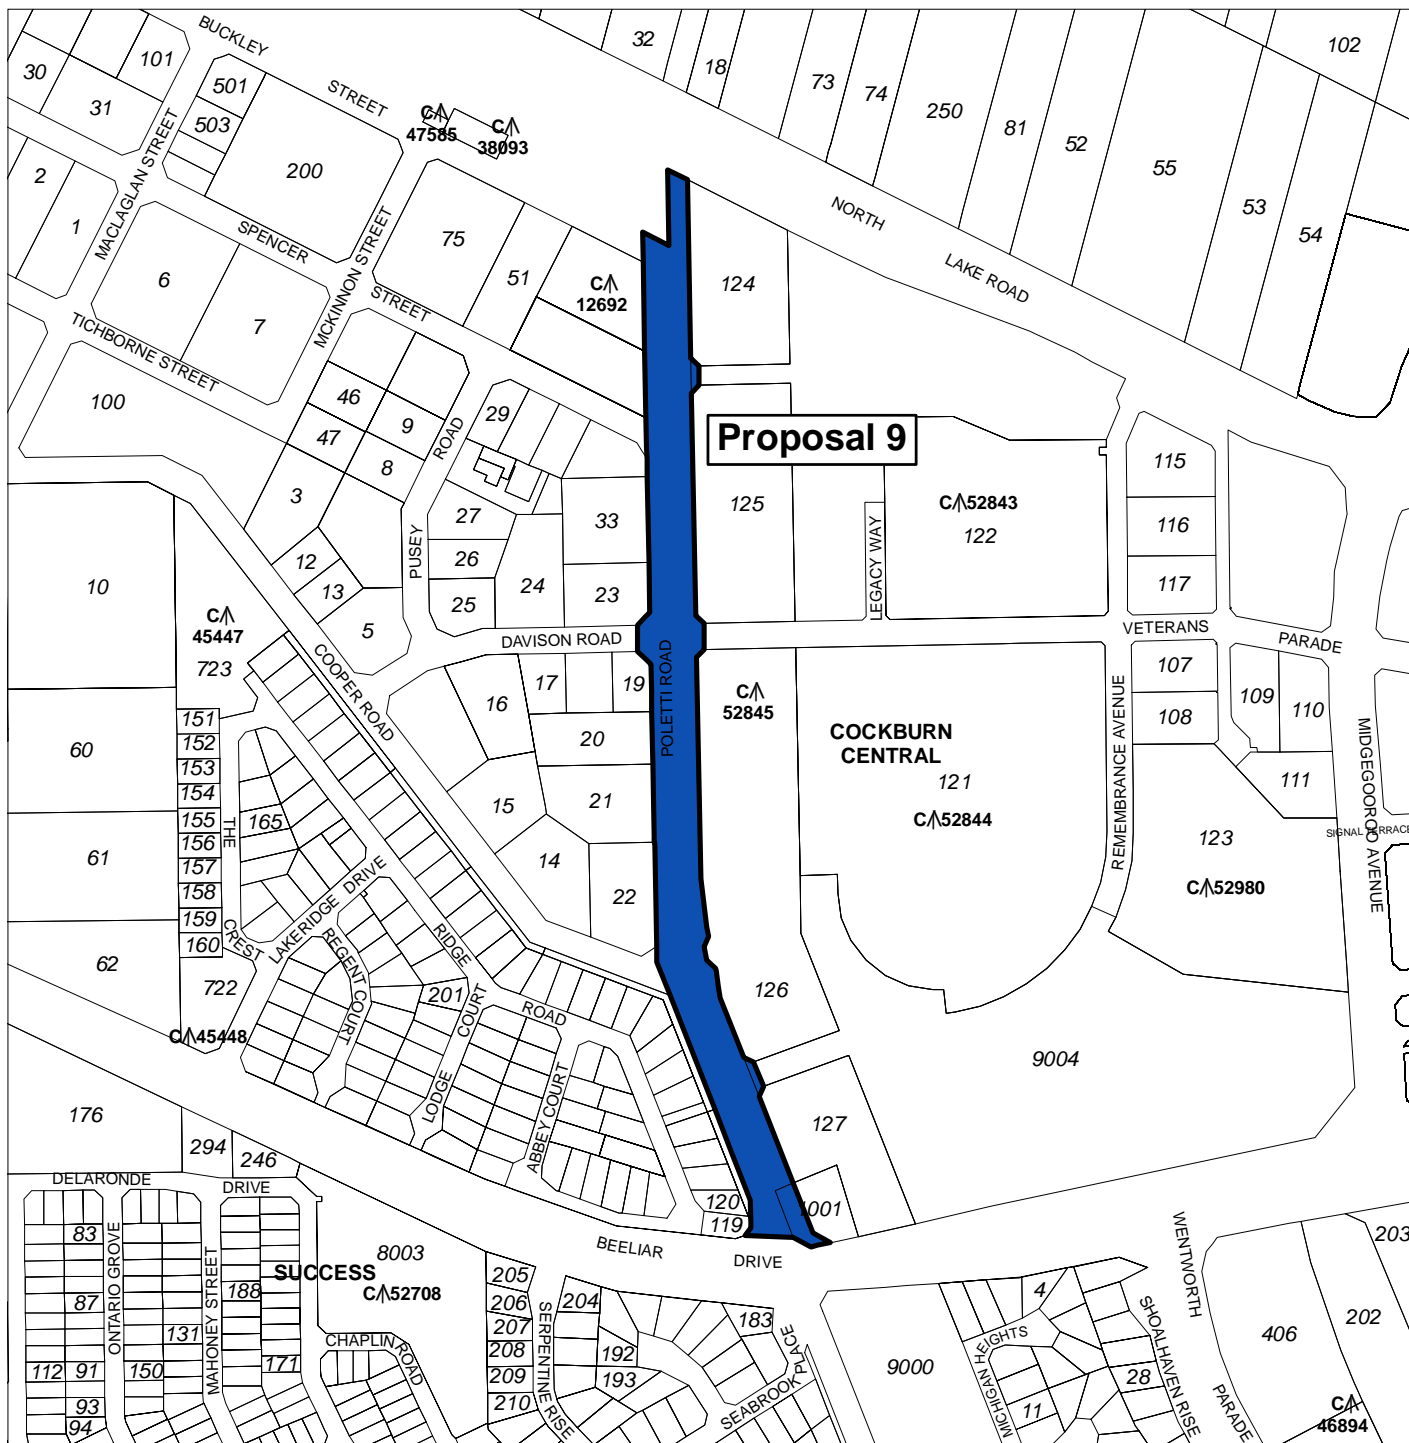 BUCKLEY
STREET
32
18
73
74
250
81
52
55
53
54
102
30
101
31
501
503
200
47585
38093
2
1
MACLAGLAN STREET
SPENCER
STREET
MCKINNON STREET
6
7
75
51
12692
124
NORTH
LAKE ROAD
TICHBORNE STREET
100
46
47
9
8
PUSEY
ROAD
29
3
12
13
5
27
26
25
24
33
23
Proposal 9
125
LEGACY WAY
52843
122
115
116
117
10
45447
723
COOPER ROAD
DAVISON ROAD
POLETTI ROAD
VETERANS
PARADE
16
17
19
20
21
15
14
22
52845
COCKBURN
CENTRAL
121
52844
REMEMBRANCE AVENUE
107
108
109
110
111
123
52980
MIDGEGOOROO AVENUE
SIGNAL TERRACE
60
61
62
151
152
153
154
155
156
157
158
159
160
THE
CREST
165
LAKERIDGE DRIVE
REGENT COURT
RIDGE
ROAD
201
LODGE COURT
ABBEY COURT
722
45448
126
127
9004
1001
120
119
176
294
246
DELARONDE
DRIVE
BEELIAR
DRIVE
83
87
112
91
93
94
ONTARIO GROVE
131
150
MAHONEY STREET
188
171
8003
SUCCESS
52708
CHAPLIN ROAD
205
206
207
208
209
210
SERPENTINE RISE
204
192
193
183
SEABROOK PLACE
9000
MICHIGAN HEIGHTS
4
11
28
SHOALHAVEN RISE
WENTWORTH
PARADE
406
202
203
46894